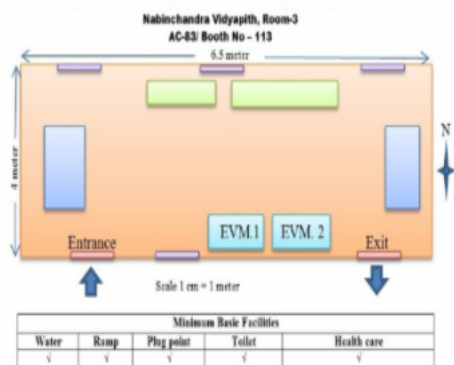 Nabinchandra Vidyapith, Room-3
AC-83/ Booth No – 113
6.5 meter
4 meter
N
EVM.1 EVM. 2
Entrance Exit
Scale 1 cm = 1 meter
Minimum Basic Facilities
Water Ramp Plug point Toilet Health care
√ √ √ √ √